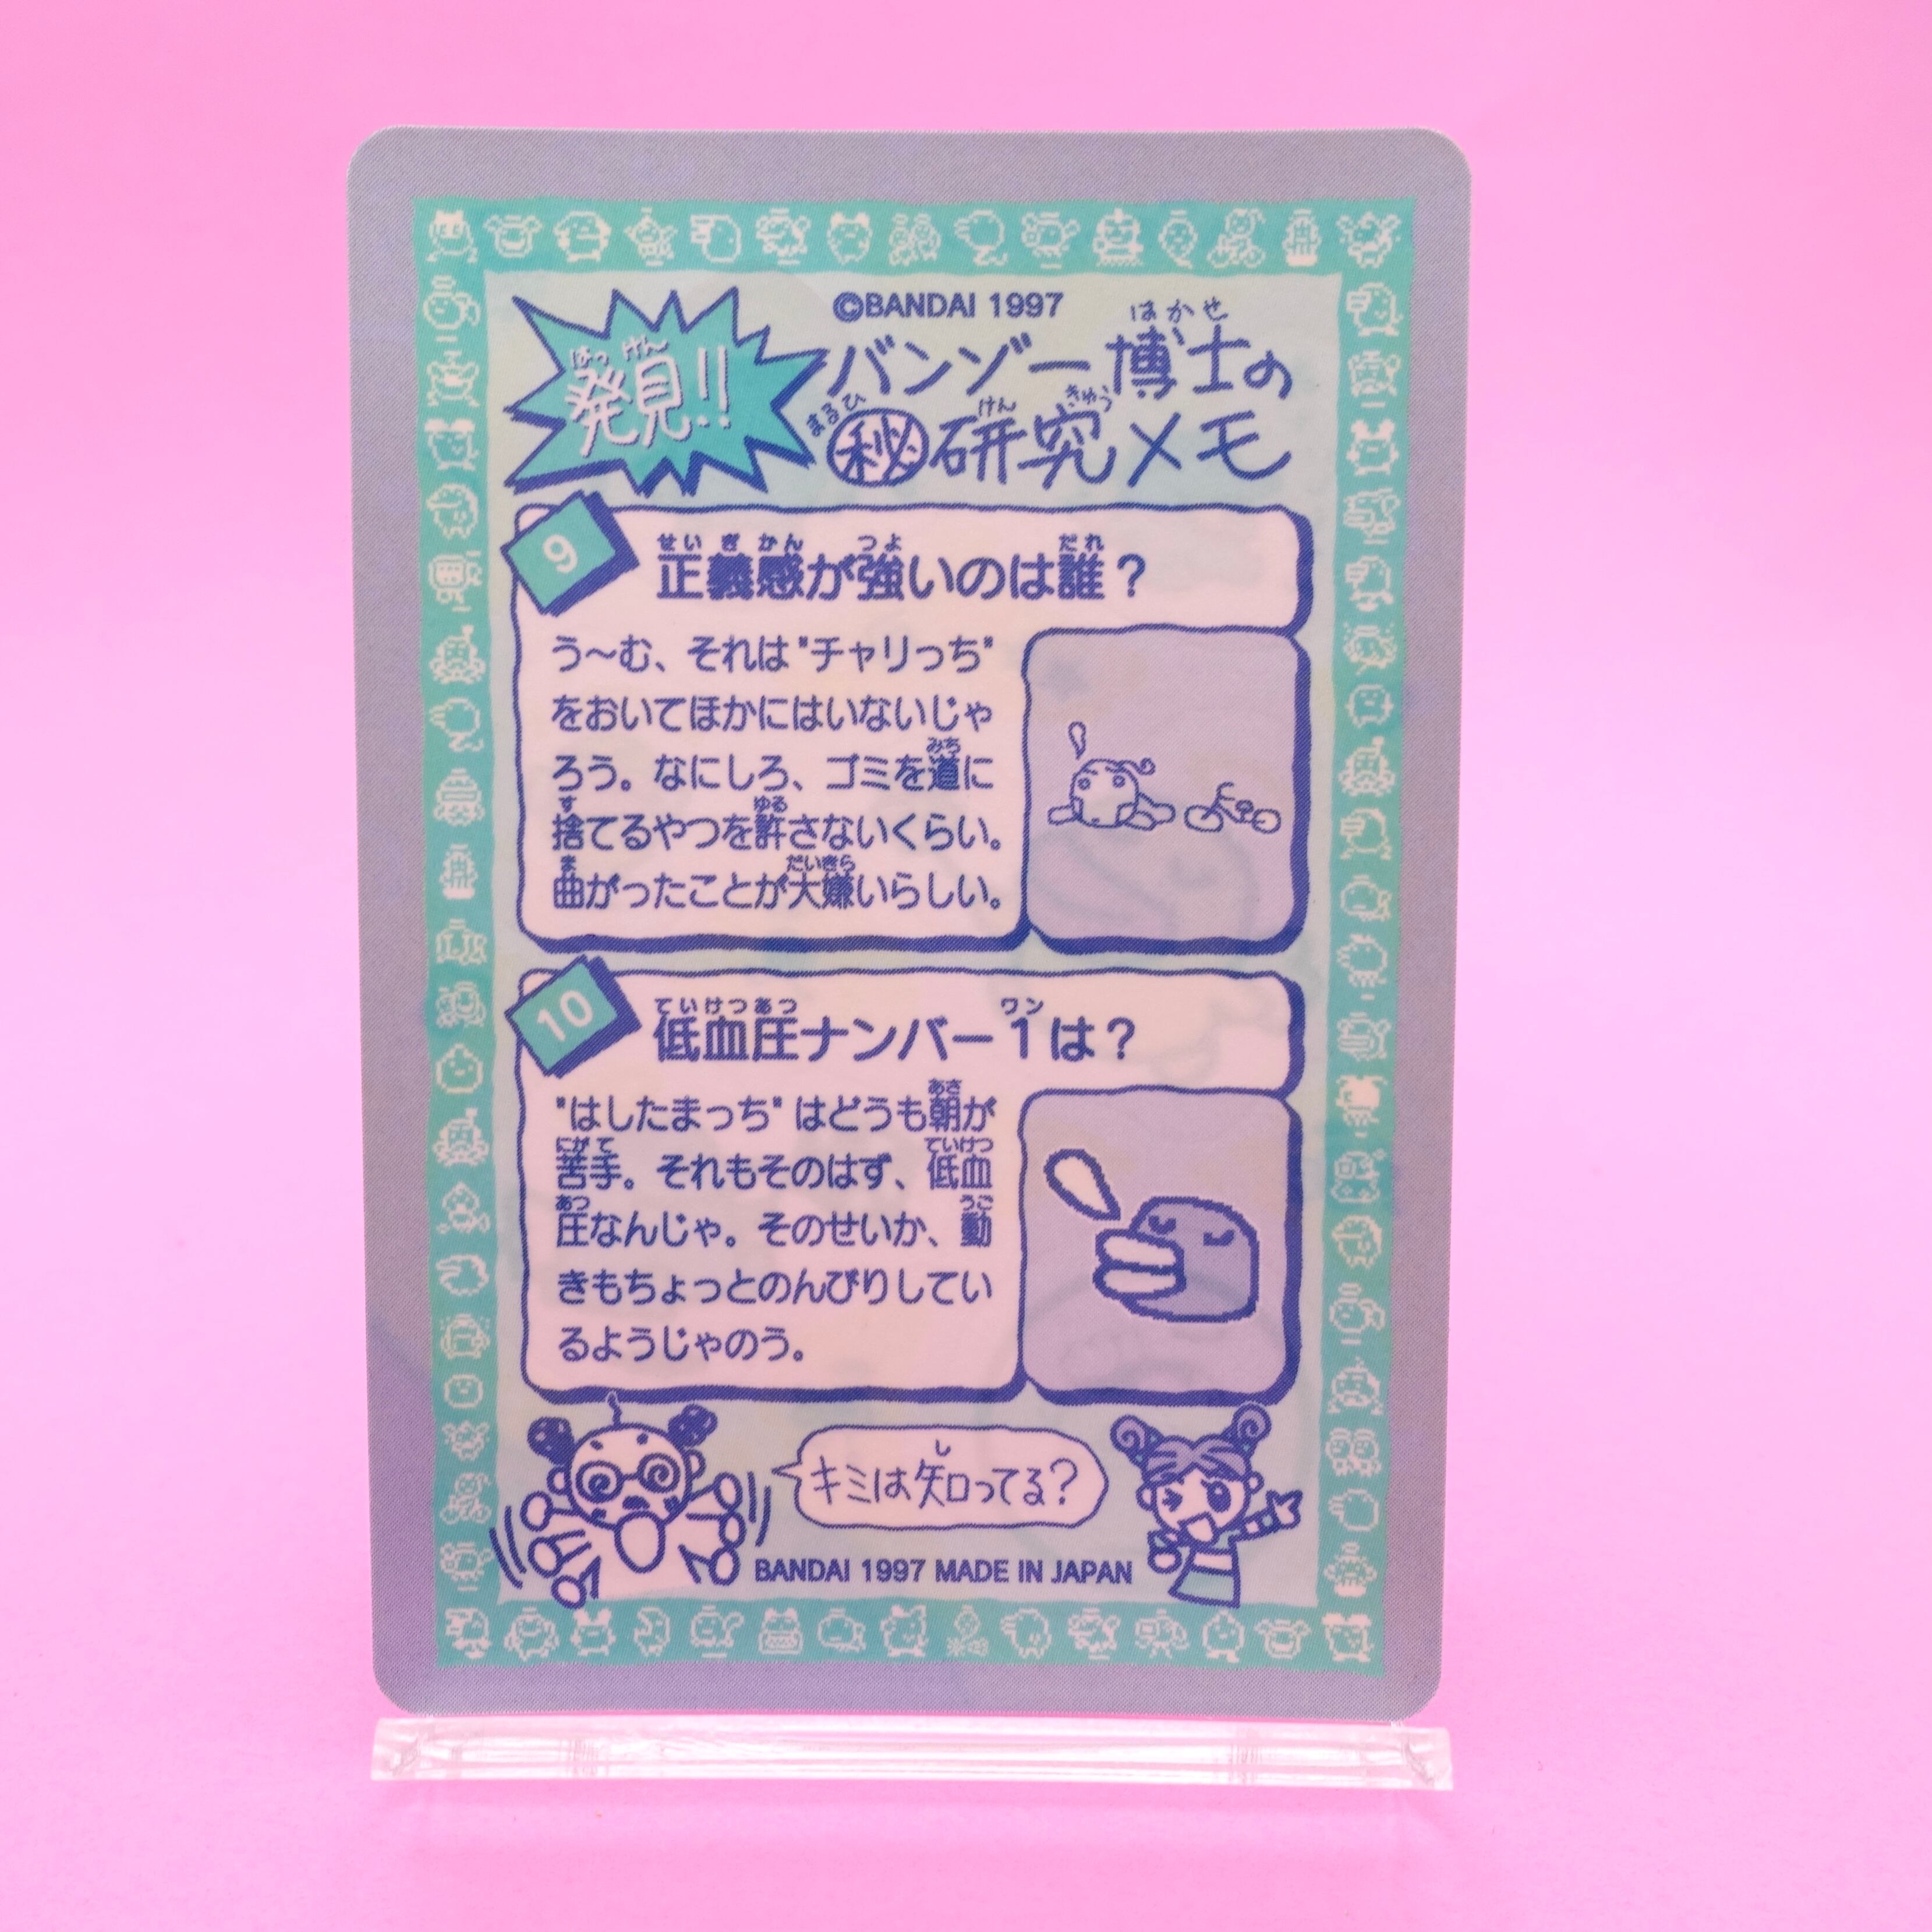 ©BANDAI 1997
発見!!
バンゾー博士の
㊙研究メモ
9
正義感が強いのは誰？
う〜む、それは"チャリっち"
をおいてほかにはいないじゃ
ろう。なにしろ、ゴミを道に
捨てるやつを許さないくらい。
曲がったことが大嫌いらしい。
10
低血圧ナンバー1は？
"はしたまっち"はどうも朝が
苦手。それもそのはず、低血
圧なんじゃ。そのせいか、動
きもちょっとのんびりしてい
るようじゃのう。
キミは知ってる?
BANDAI 1997 MADE IN JAPAN